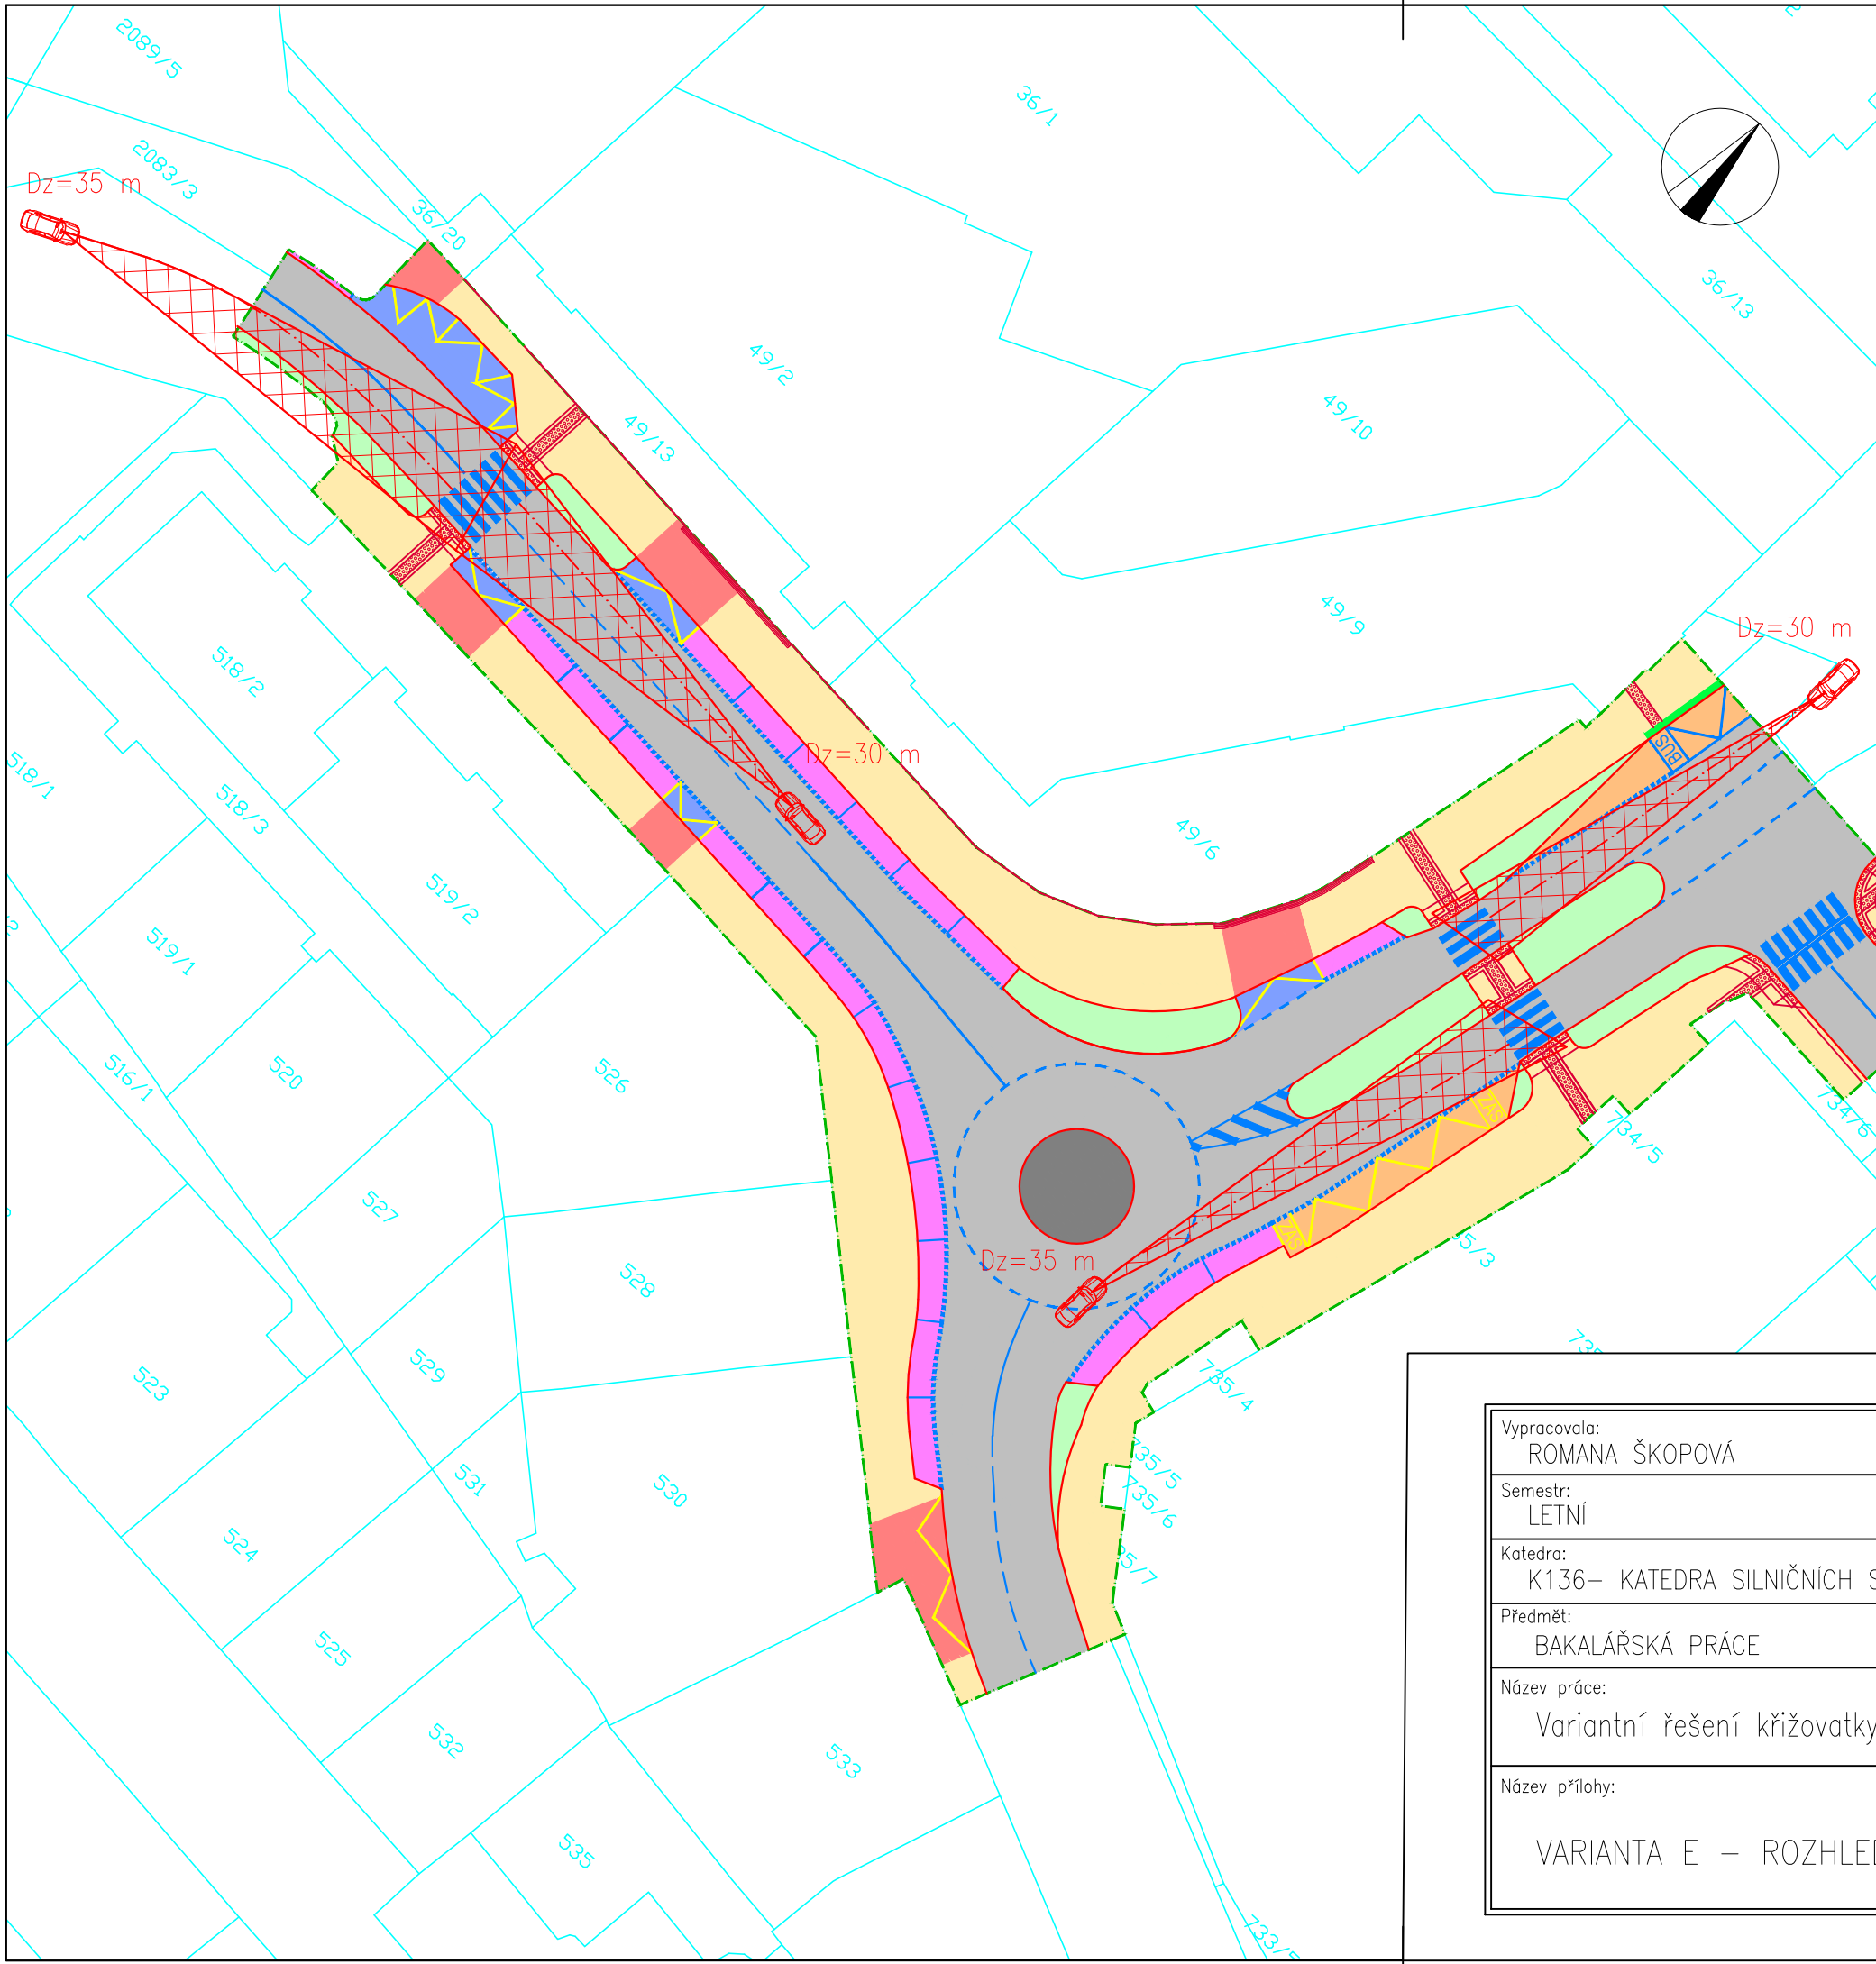 2089/5
2083/3
Dz=35 m
36/20
36/1
36/13
49/2
49/13
49/10
49/9
49/6
Dz=30 m
Dz=30 m
BUS
518/2
518/1
518/3
519/2
519/1
516/1
520
526
527
528
529
523
530
531
524
525
532
533
535
Dz=35 m
ZÁS
ZÁS
734/5
734/6
735/4
735/5
735/6
Vypracovala:
ROMANA ŠKOPOVÁ
Semestr:
LETNÍ
Katedra:
K136– KATEDRA SILNIČNÍCH
Předmět:
BAKALÁŘSKÁ PRÁCE
Název práce:
Variantní řešení křižovatky
Název přílohy:
VARIANTA E –